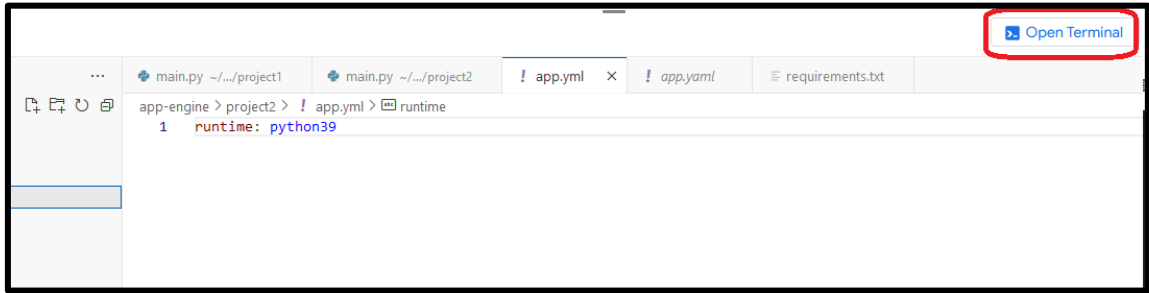 Open Terminal
... main.py ~/.../project1 main.py ~/.../project2 ! app.yml × ! app.yaml requirements.txt
app-engine > project2 > ! app.yml > abc runtime
1 runtime: python39